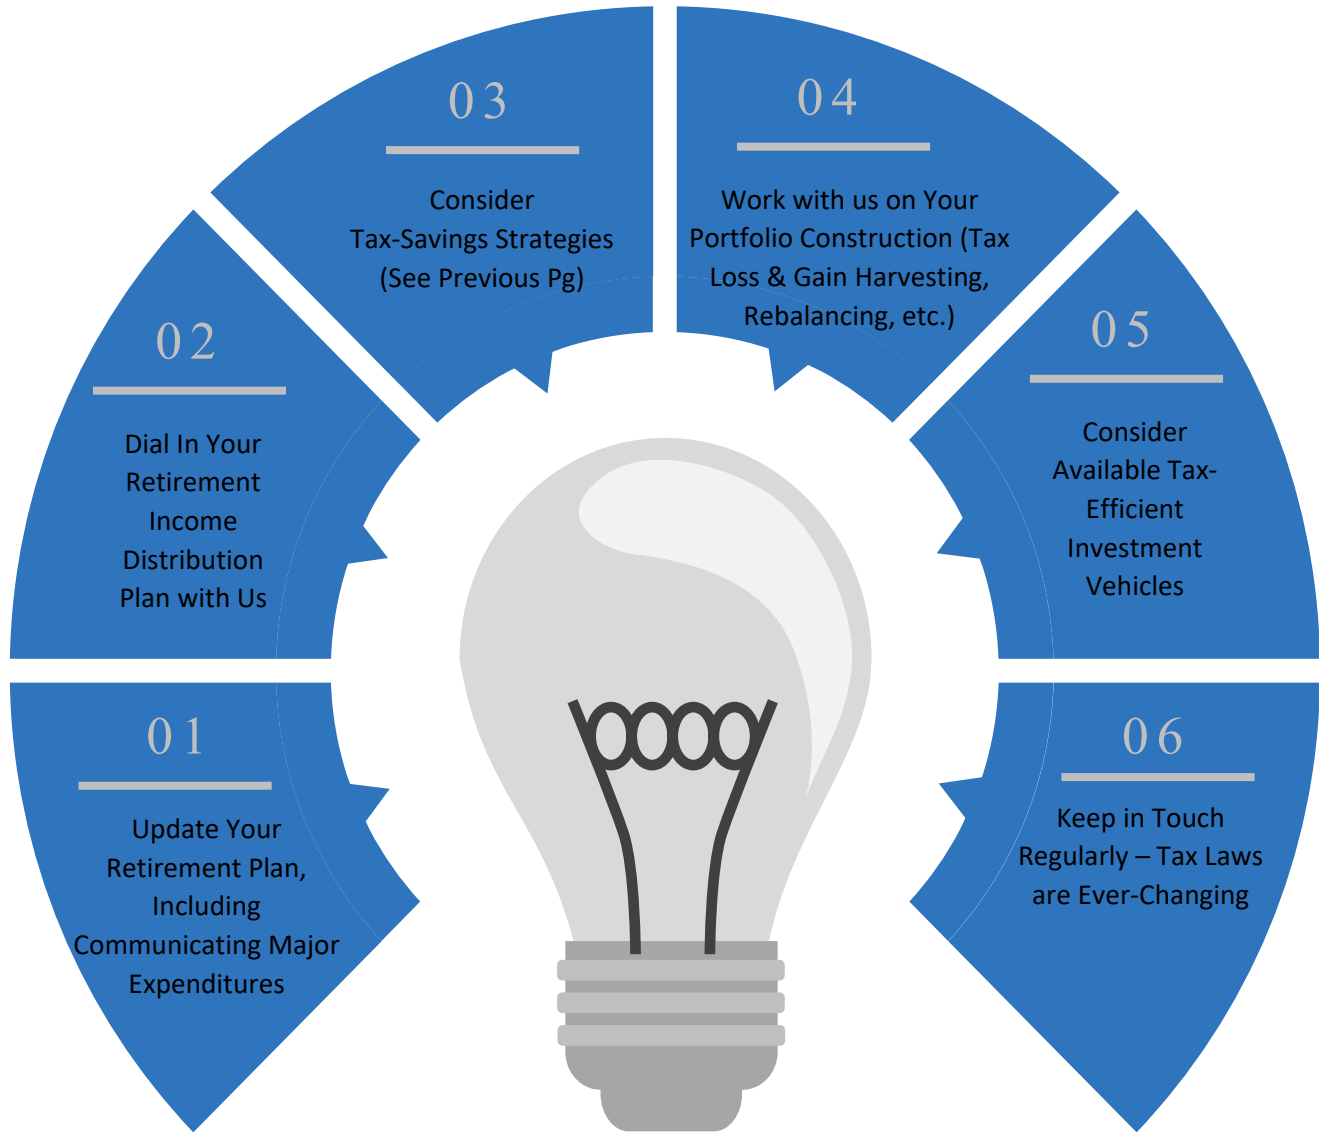 01
Update Your
Retirement Plan,
Including
Communicating Major
Expenditures
02
Dial In Your
Retirement
Income
Distribution
Plan with Us
03
Consider
Tax-Savings Strategies
(See Previous Pg)
04
Work with us on Your
Portfolio Construction (Tax
Loss & Gain Harvesting,
Rebalancing, etc.)
05
Consider
Available Tax-
Efficient
Investment
Vehicles
06
Keep in Touch
Regularly – Tax Laws
are Ever-Changing